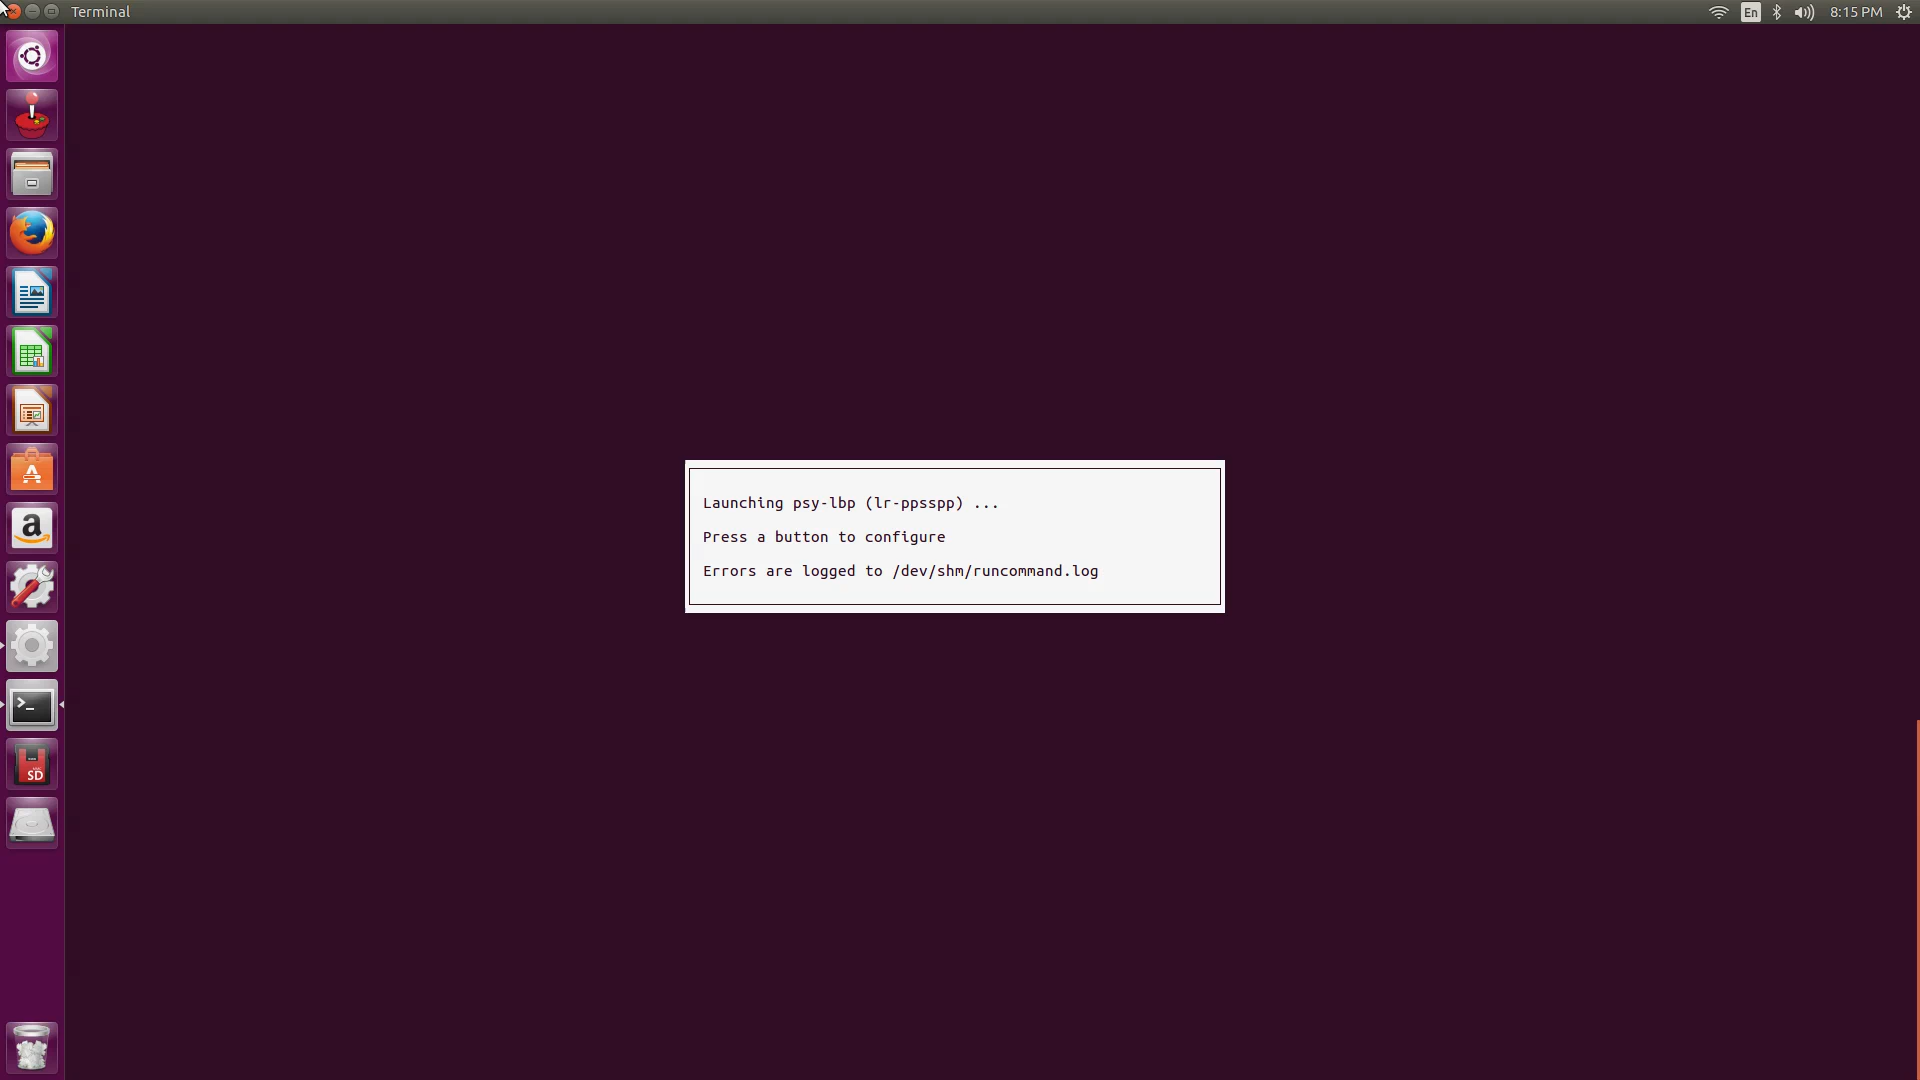 Terminal
En
8:15 PM
Launching psy-lbp (lr-ppsspp) ...
Press a button to configure
Errors are logged to /dev/shm/runcommand.log
A
a
>_
SD